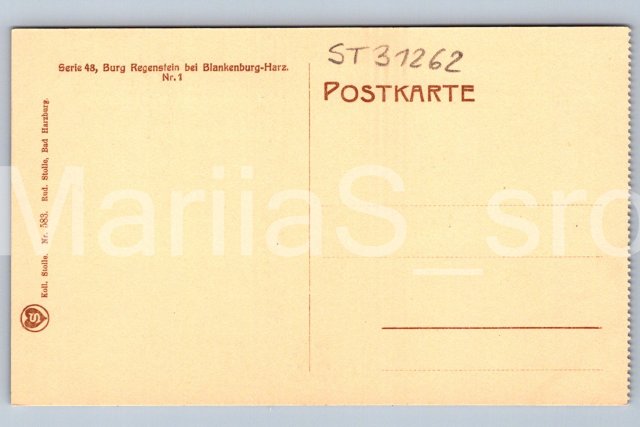 ST31262
Serie 48, Burg Regenstein bei Blankenburg-Harz.
Nr. 1
POSTKARTE
Koll. Stolle. Nr. 583. Rud. Stolle, Bad Harzburg.
S
MariiaS_sro